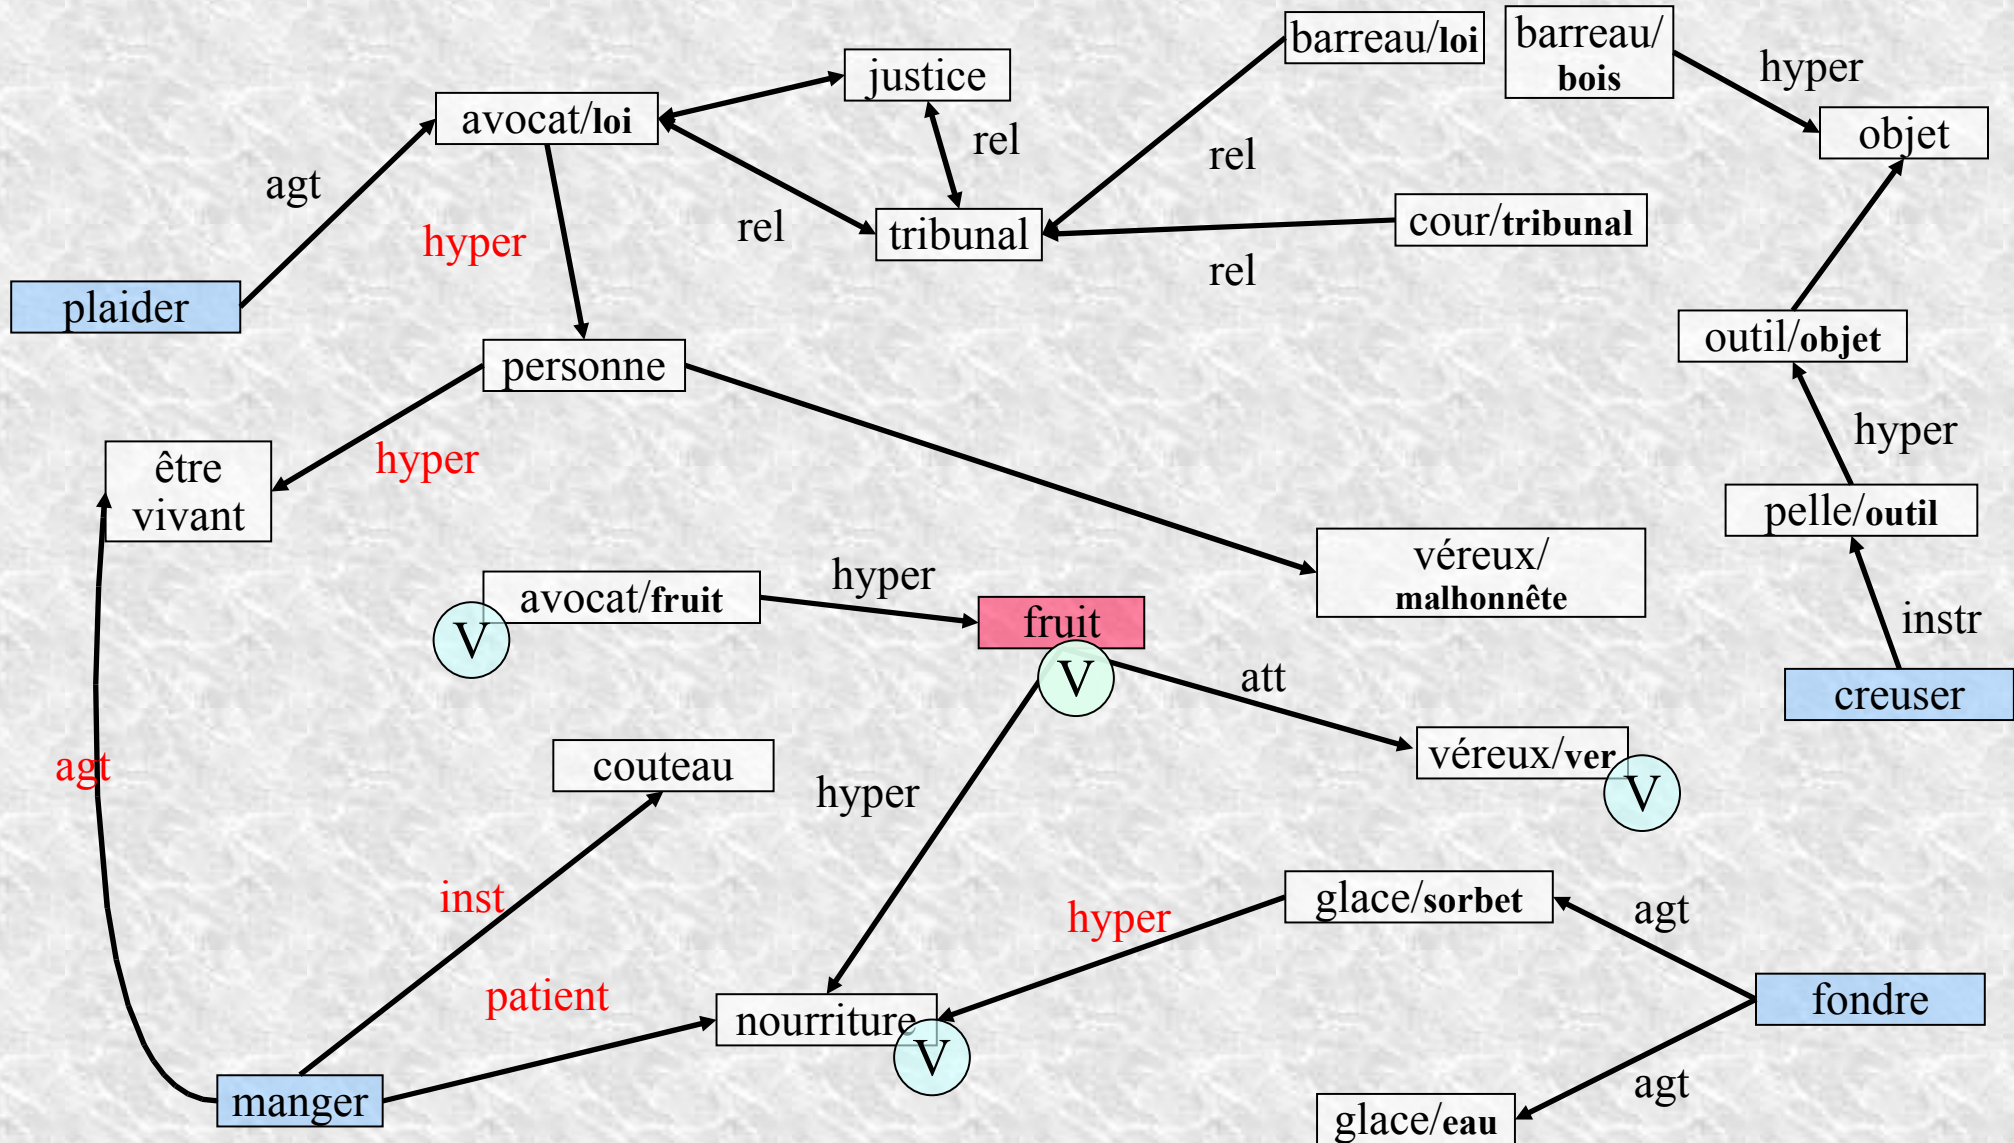 barreau/loi
barreau/
bois
hyper
justice
avocat/loi
objet
rel
rel
agt
cour/tribunal
rel
tribunal
hyper
rel
plaider
outil/objet
personne
hyper
hyper
être
vivant
pelle/outil
véreux/
malhonnête
hyper
avocat/fruit
fruit
V
instr
V
att
creuser
couteau
véreux/ver
agt
hyper
V
inst
glace/sorbet
hyper
agt
patient
fondre
nourriture
V
agt
manger
glace/eau